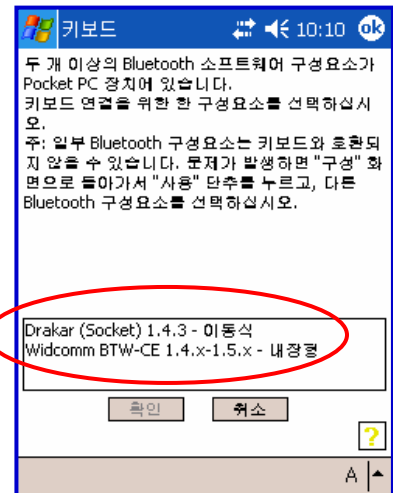 키보드 10:10 ok
두 개 이상의 Bluetooth 소프트웨어 구성요소가
Pocket PC 장치에 있습니다.
키보드 연결을 위한 한 구성요소를 선택하십시
오.
주: 일부 Bluetooth 구성요소는 키보드와 호환되
지 않을 수 있습니다. 문제가 발생하면 "구성" 화
면으로 돌아가서 "사용" 단추를 누르고, 다른
Bluetooth 구성요소를 선택하십시오.
Drakar (Socket) 1.4.3 - 이동식
Widcomm BTW-CE 1.4.x-1.5.x - 내장형
확인 취소
?
A